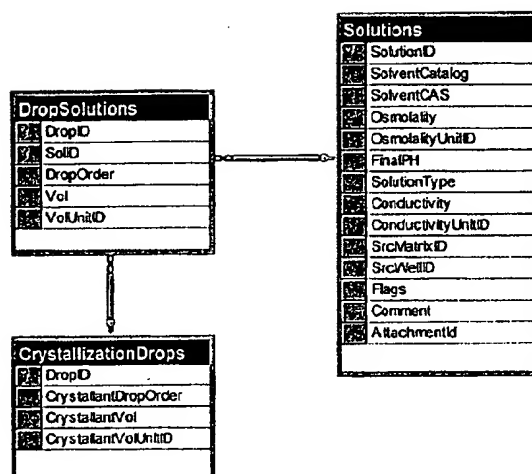 DropSolutions
DropID
SolID
DropOrder
Vol
VolUnitID
CrystallizationDrops
DropID
CrystallantDropOrder
CrystallantVol
CrystallantVolUnitID
Solutions
SolutionID
SolventCatalog
SolventCAS
Osmolality
OsmolalityUnitID
FinalPH
SolutionType
Conductivity
ConductivityUnitID
SrcMatrixID
SrcWellID
Flags
Comment
AttachmentId